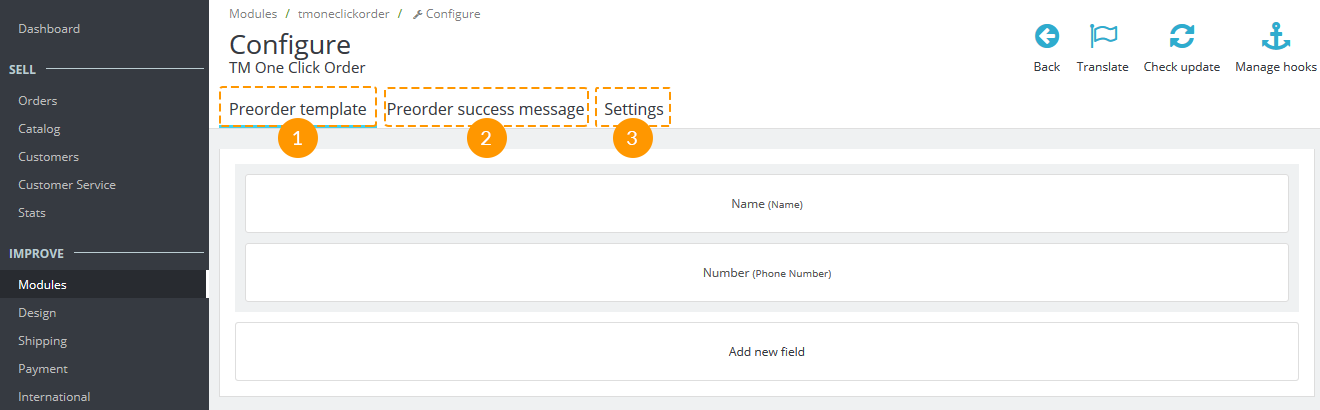 Dashboard
SELL
Orders
Catalog
Customers
Customer Service
Stats
IMPROVE
Modules
Design
Shipping
Payment
International
Modules / tmoneclickorder / Configure
Configure
TM One Click Order
Back Translate Check update Manage hooks
Preorder template Preorder success message Settings
1 2 3
Name (Name)
Number (Phone Number)
Add new field